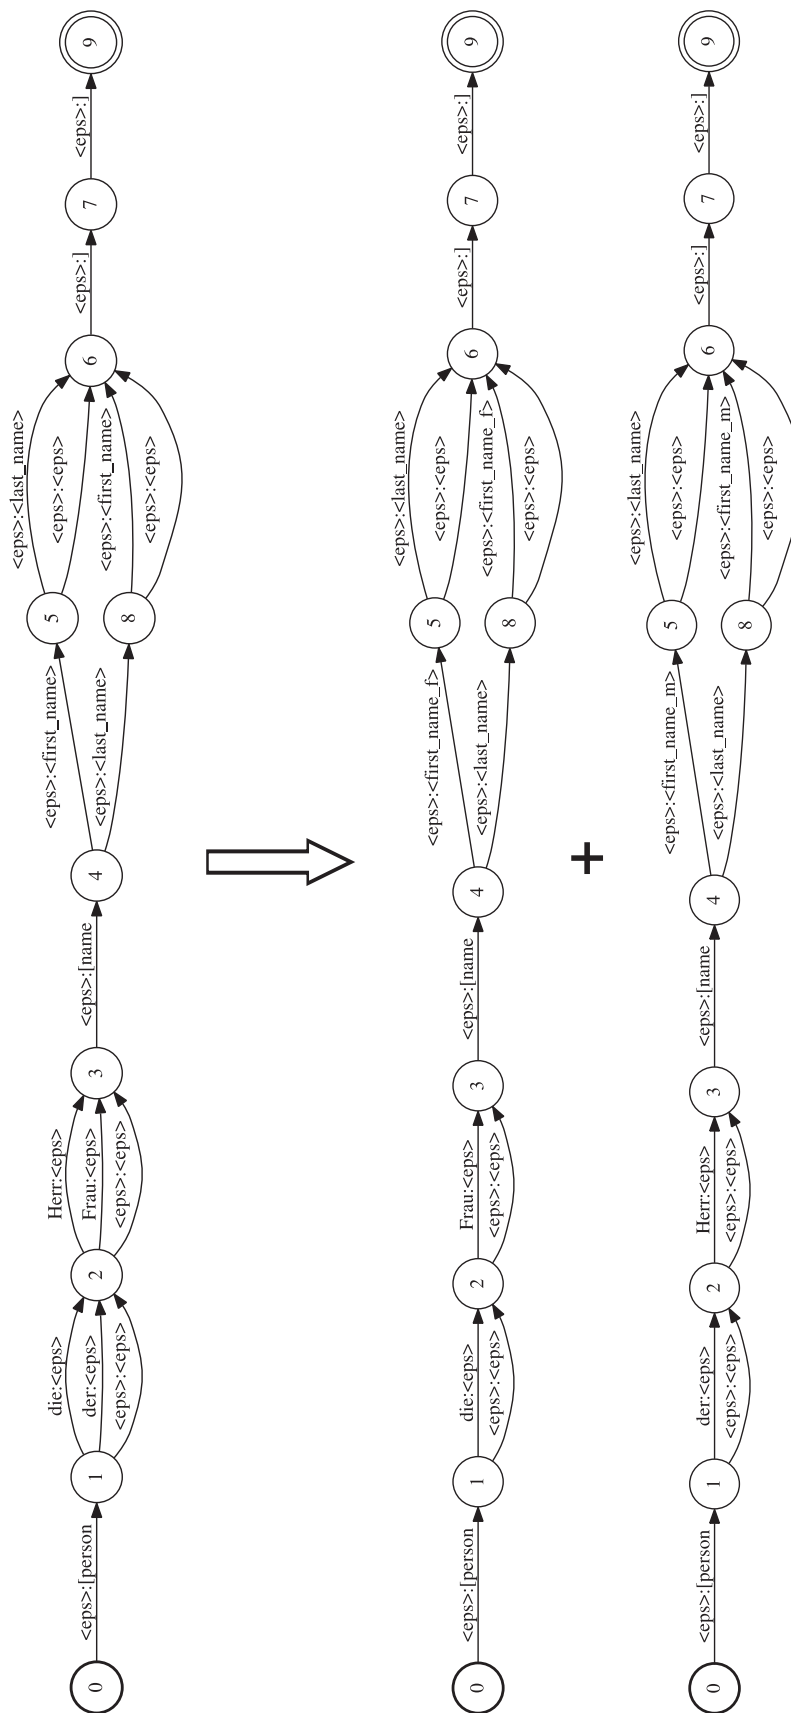 0
<eps>:[person
1
die:<eps>
der:<eps>
<eps>:<eps>
2
Herr:<eps>
Frau:<eps>
<eps>:<eps>
3
<eps>:[name
4
<eps>:<first_name>
<eps>:<last_name>
5
8
<eps>:<last_name>
<eps>:<eps>
<eps>:<first_name>
<eps>:<eps>
6
<eps>:]
7
<eps>:]
9
0
<eps>:[person
1
die:<eps>
<eps>:<eps>
2
Frau:<eps>
<eps>:<eps>
3
<eps>:[name
4
<eps>:<first_name_f>
<eps>:<last_name>
5
8
<eps>:<last_name>
<eps>:<eps>
<eps>:<first_name_f>
<eps>:<eps>
6
<eps>:]
7
<eps>:]
9
+
0
<eps>:[person
1
der:<eps>
<eps>:<eps>
2
Herr:<eps>
<eps>:<eps>
3
<eps>:[name
4
<eps>:<first_name_m>
<eps>:<last_name>
5
8
<eps>:<last_name>
<eps>:<eps>
<eps>:<first_name_m>
<eps>:<eps>
6
<eps>:]
7
<eps>:]
9